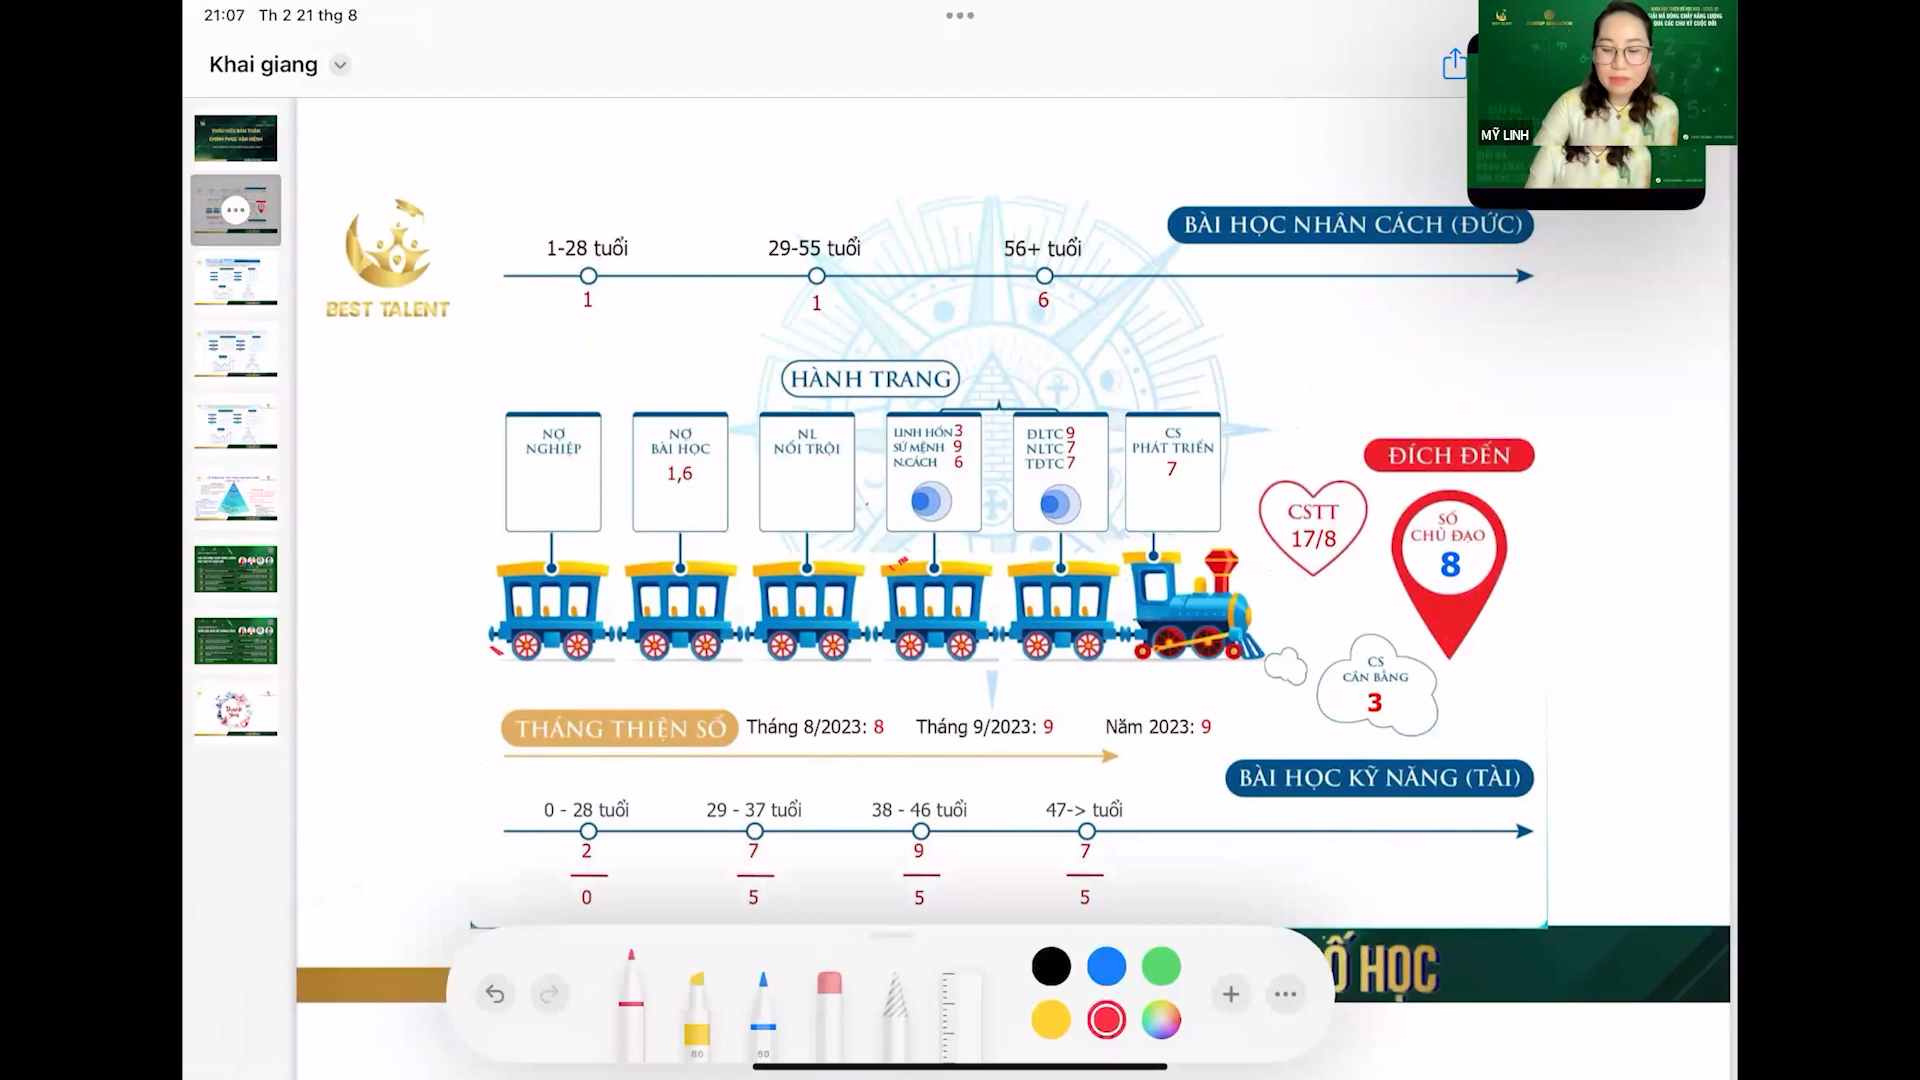 21:07 Th 2 21 thg 8
Khai giang
MỸ LINH
BEST TALENT
BÀI HỌC NHÂN CÁCH (ĐỨC)
1-28 tuổi 29-55 tuổi 56+ tuổi
1 1 6
HÀNH TRANG
NỢ
NGHIỆP
NỢ
BÀI HỌC
1,6
NL
NỔI TRỘI
LINH HỒN 3
SỨ MỆNH 9
N.CÁCH 6
ĐLTC 9
NLTC 7
TĐTC 7
CS
PHÁT TRIỂN
7
CSTT
17/8
ĐÍCH ĐẾN
SỐ
CHỦ ĐẠO
8
CS
CÂN BẰNG
3
THÁNG THIỆN SỐ Tháng 8/2023: 8 Tháng 9/2023: 9 Năm 2023: 9
BÀI HỌC KỸ NĂNG (TÀI)
0 - 28 tuổi 29 - 37 tuổi 38 - 46 tuổi 47-> tuổi
2 7 9 7
0 5 5 5
Ố HỌC
80 50